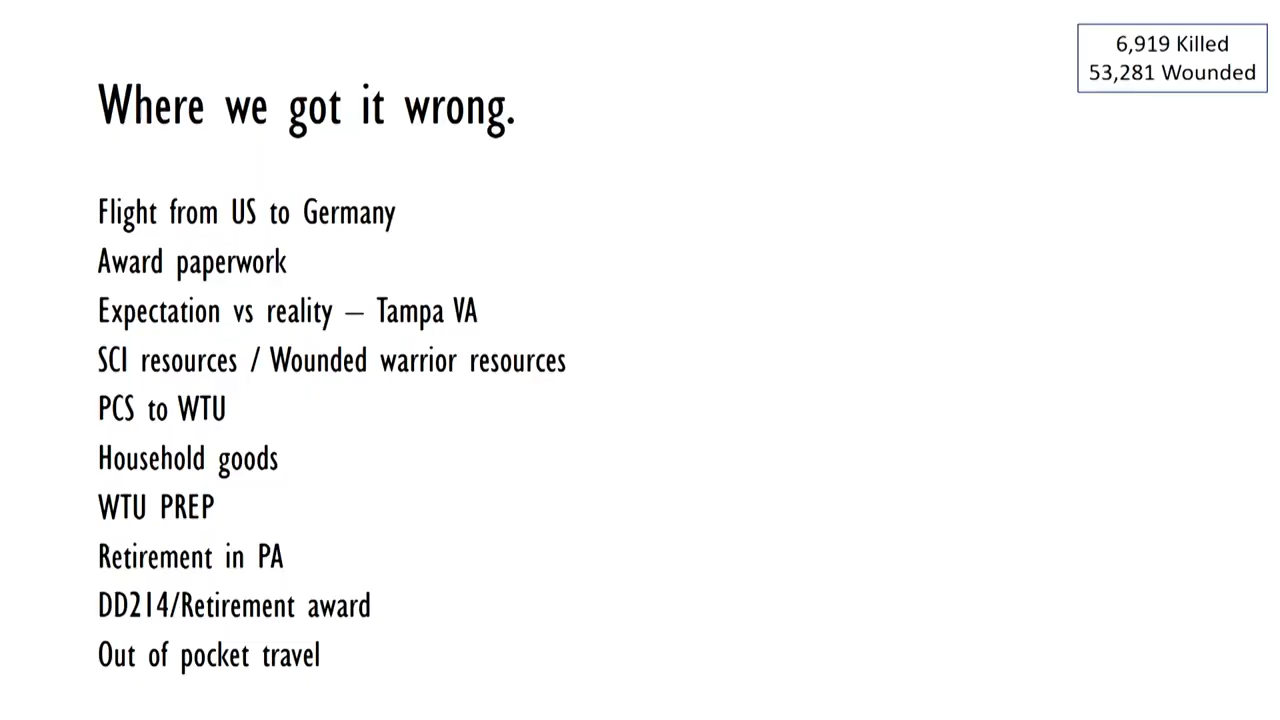 6,919 Killed
53,281 Wounded
Where we got it wrong.
Flight from US to Germany
Award paperwork
Expectation vs reality – Tampa VA
SCI resources / Wounded warrior resources
PCS to WTU
Household goods
WTU PREP
Retirement in PA
DD214/Retirement award
Out of pocket travel